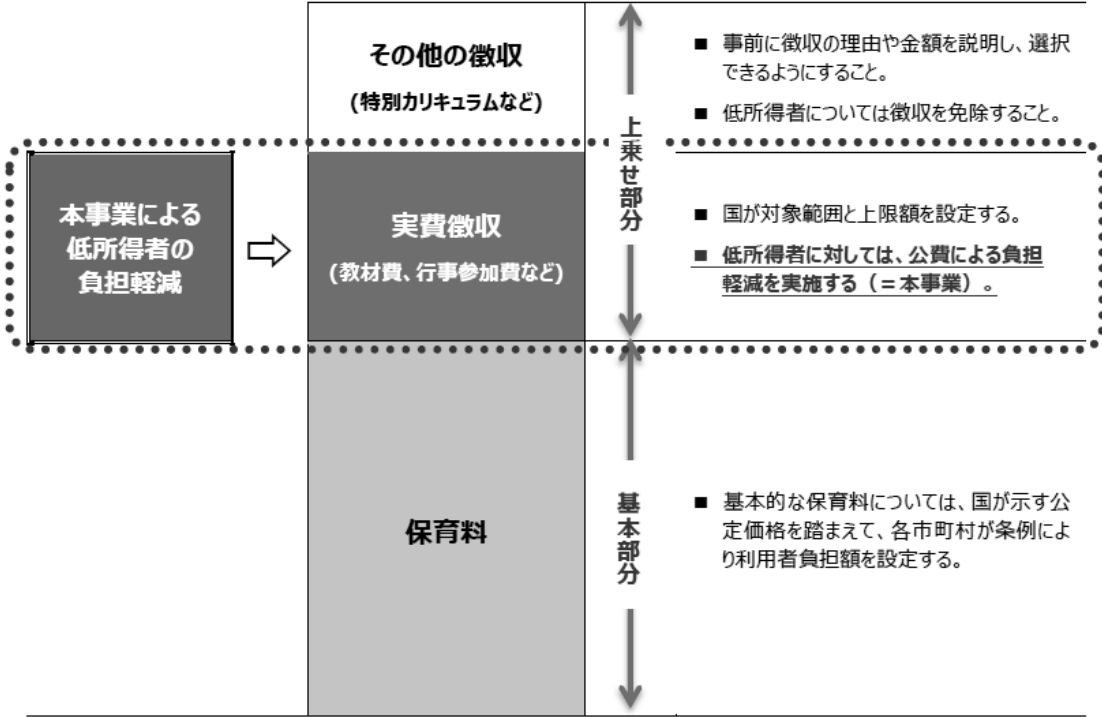 その他の徴収
(特別カリキュラムなど)
■ 事前に徴収の理由や金額を説明し、選択
できるようにすること。
■ 低所得者については徴収を免除すること。
上乗せ部分
本事業による
低所得者の
負担軽減
実費徴収
(教材費、行事参加費など)
■ 国が対象範囲と上限額を設定する。
■ 低所得者に対しては、公費による負担
軽減を実施する（＝本事業）。
保育料
基本部分
■ 基本的な保育料については、国が示す公
定価格を踏まえて、各市町村が条例によ
り利用者負担額を設定する。